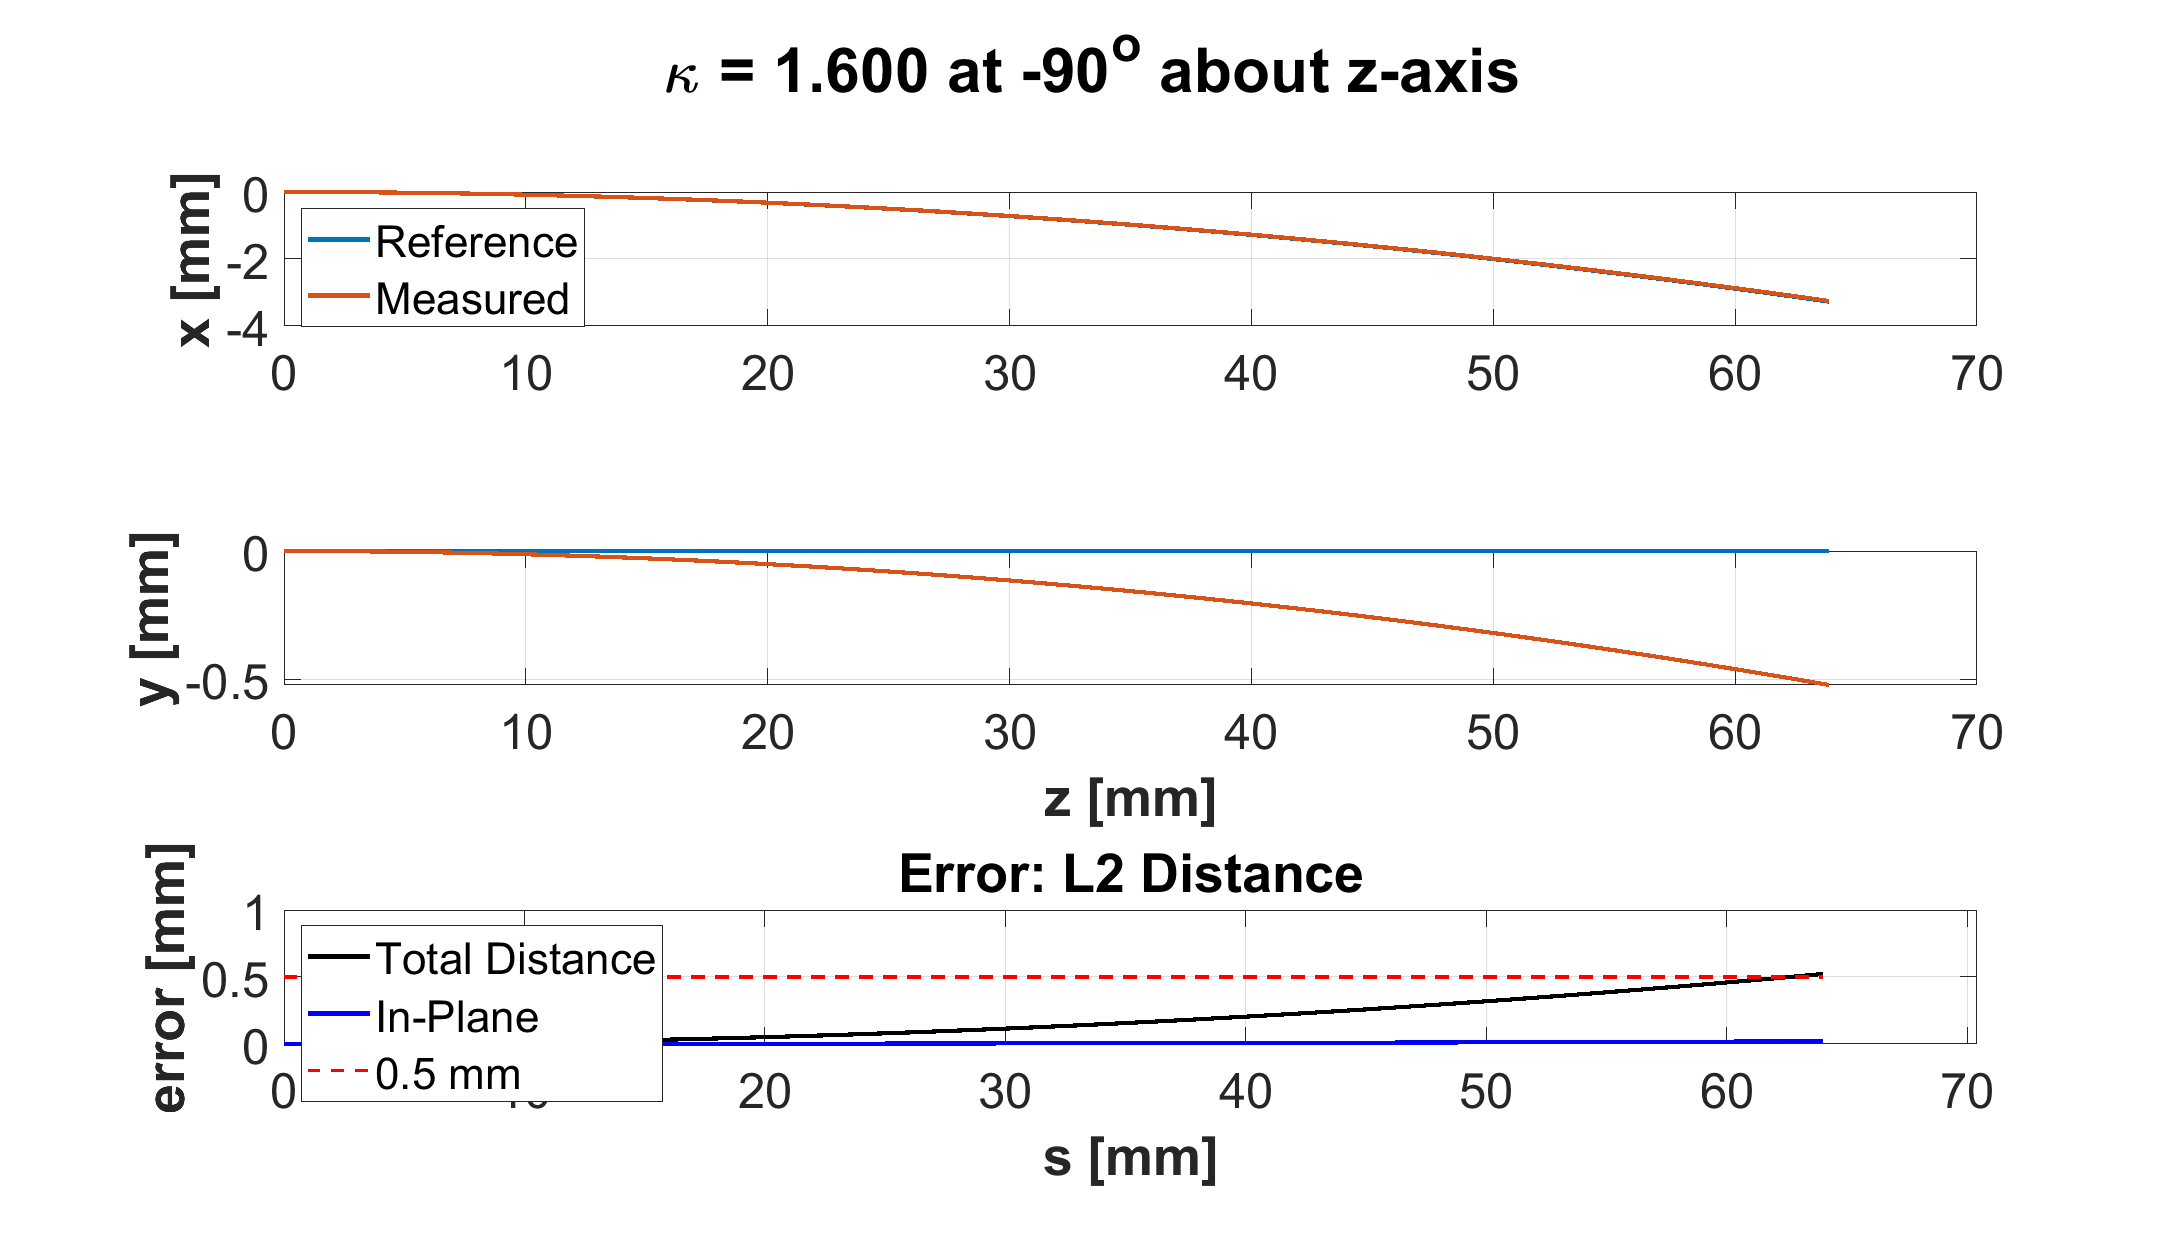 κ = 1.600 at -90° about z-axis
x [mm]
0
-2
-4
Reference
Measured
0 10 20 30 40 50 60 70
y [mm]
0
-0.5
0 10 20 30 40 50 60 70
z [mm]
Error: L2 Distance
error [mm]
1
0.5
0
Total Distance
In-Plane
0.5 mm
0 10 20 30 40 50 60 70
s [mm]